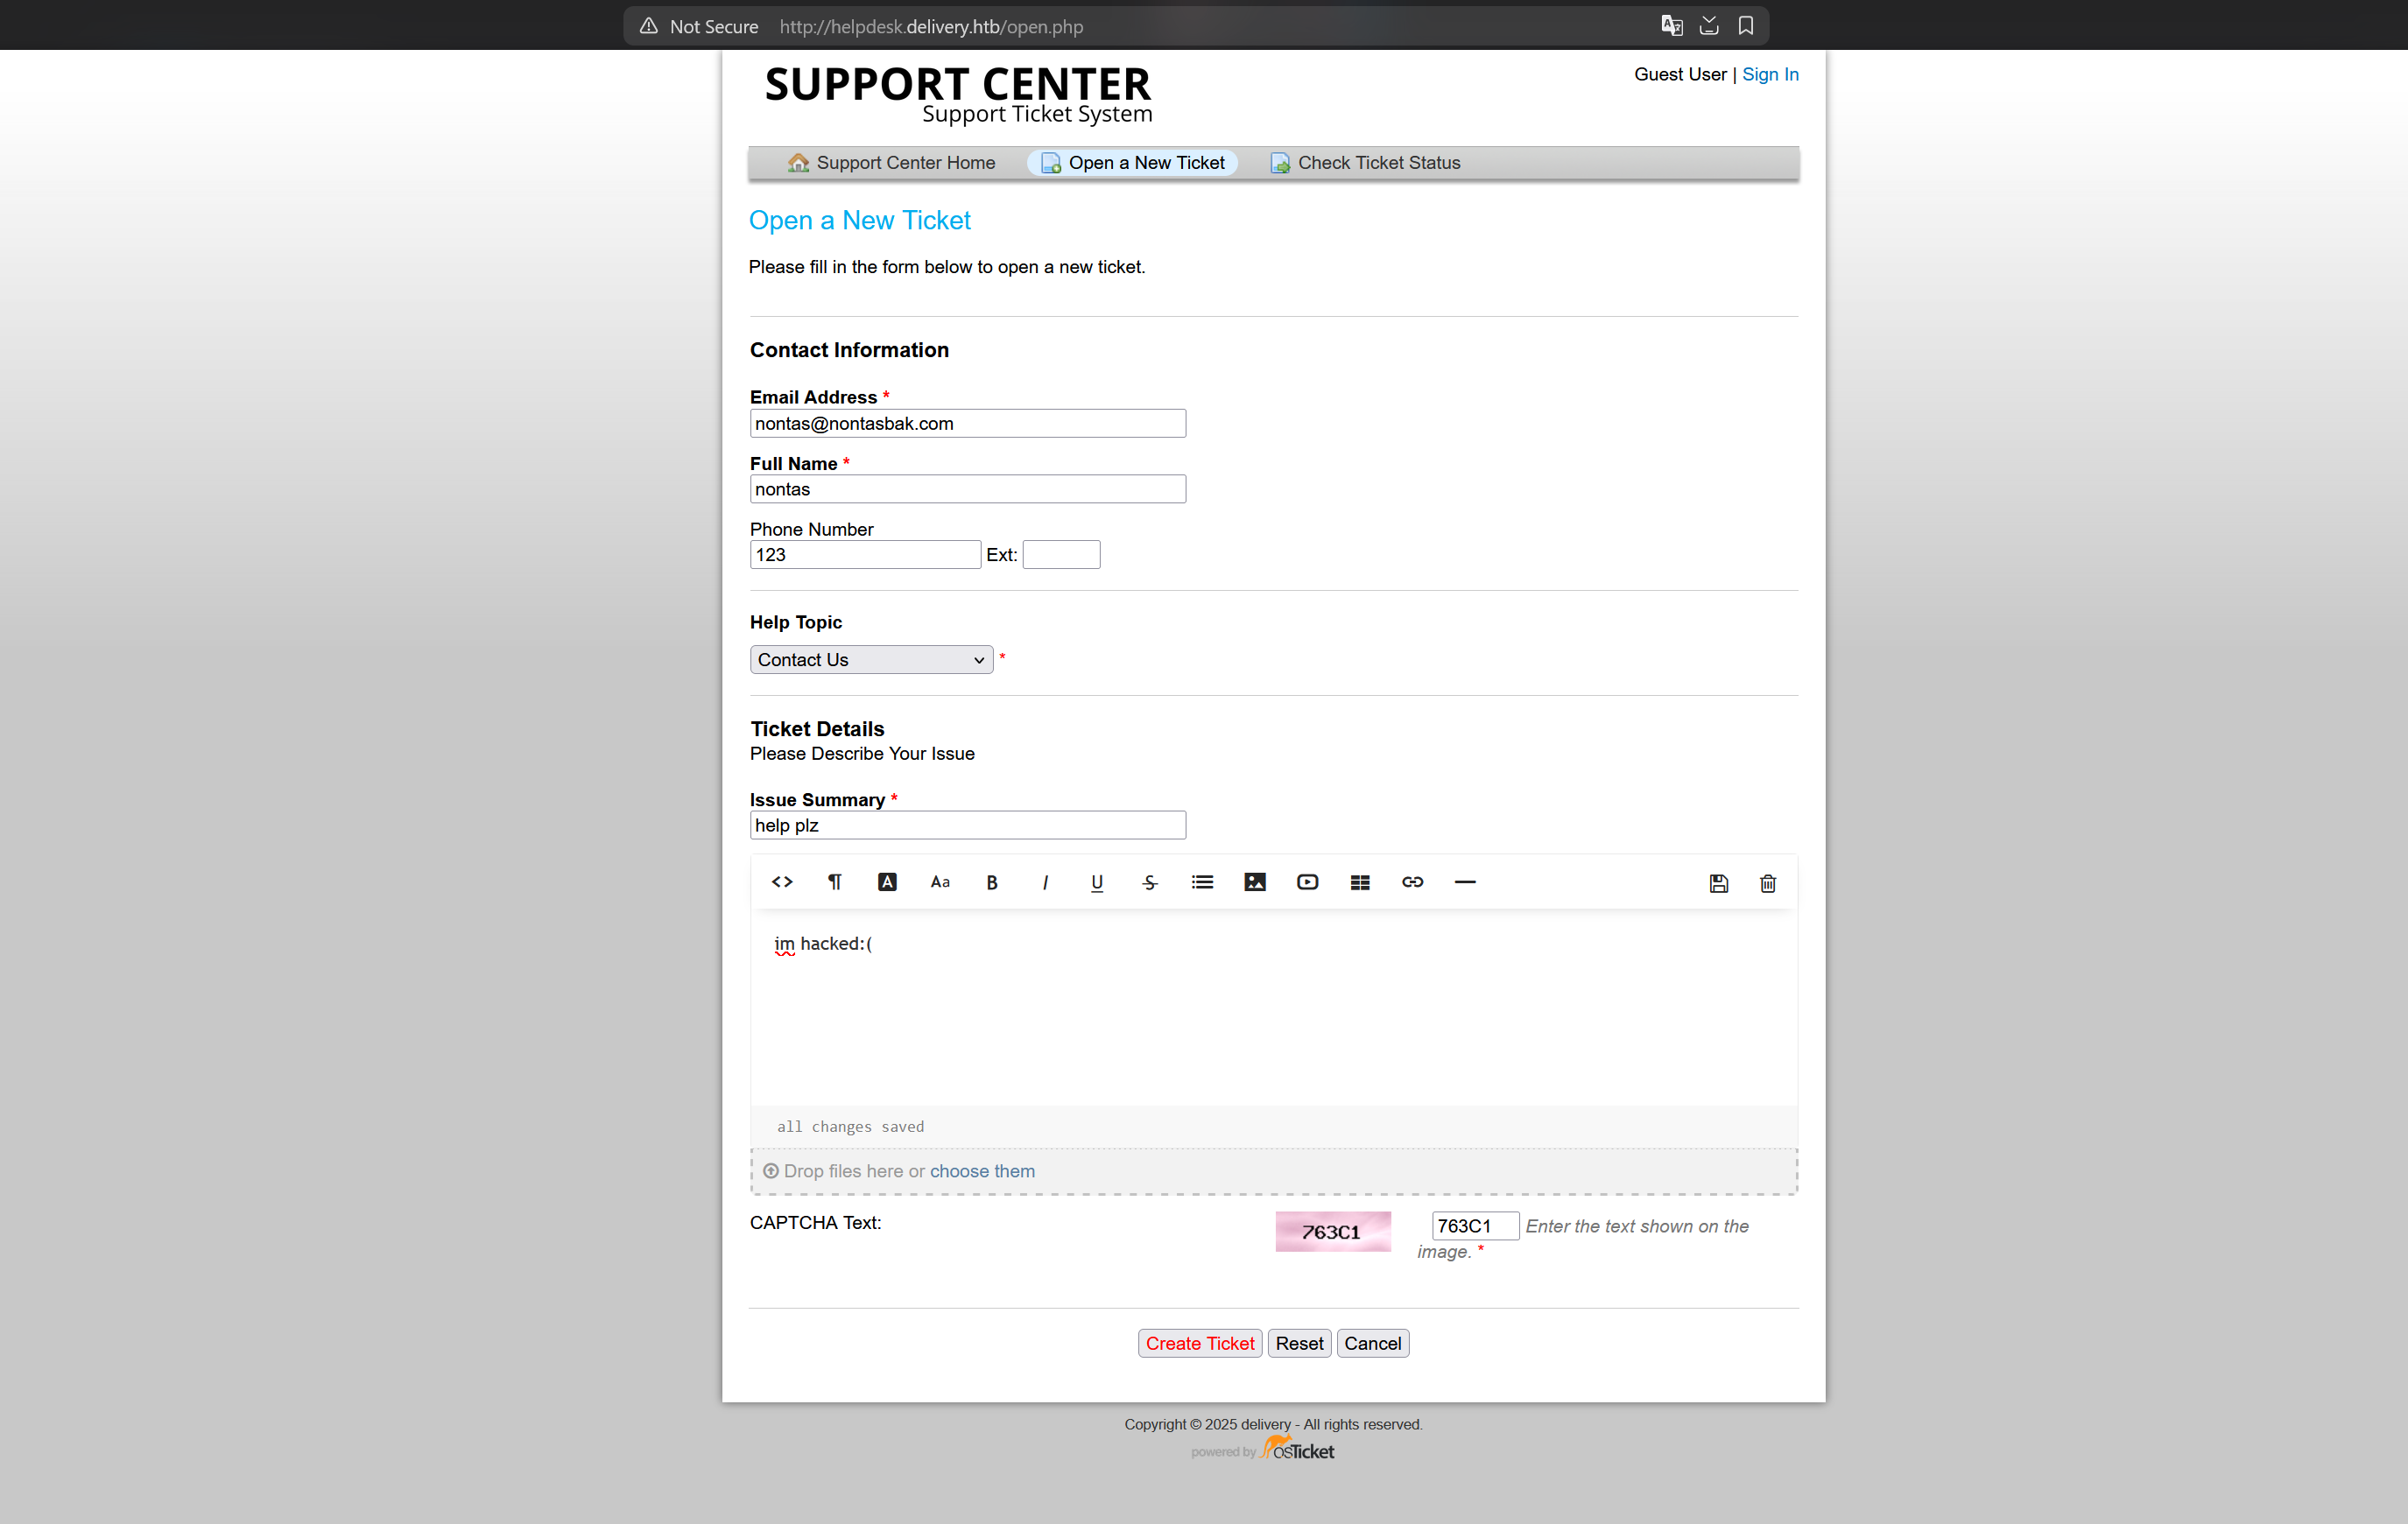 Not Secure http://helpdesk.delivery.htb/open.php
SUPPORT CENTER
Support Ticket System
Guest User | Sign In
Support Center Home Open a New Ticket Check Ticket Status
Open a New Ticket
Please fill in the form below to open a new ticket.
Contact Information
Email Address *
nontas@nontasbak.com
Full Name *
nontas
Phone Number
123 Ext:
Help Topic
Contact Us *
Ticket Details
Please Describe Your Issue
Issue Summary *
help plz
<> ¶ A Aa B I U S
im hacked:(
all changes saved
Drop files here or choose them
CAPTCHA Text: 763C1 763C1 Enter the text shown on the
image. *
Create Ticket Reset Cancel
Copyright © 2025 delivery - All rights reserved.
powered by osTicket